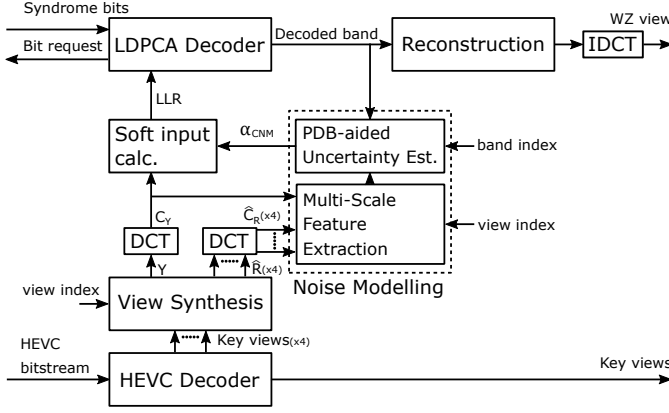 Syndrome bits
Bit request
LDPCA Decoder
Decoded band
Reconstruction
IDCT
WZ view
LLR
Soft input
calc.
α_CNM
PDB-aided
Uncertainty Est.
band index
Multi-Scale
Feature
Extraction
view index
C_Y
Ĉ_R(x4)
DCT
DCT
Y
R̂(x4)
Noise Modelling
view index
View Synthesis
Key views(x4)
HEVC
bitstream
HEVC Decoder
Key views